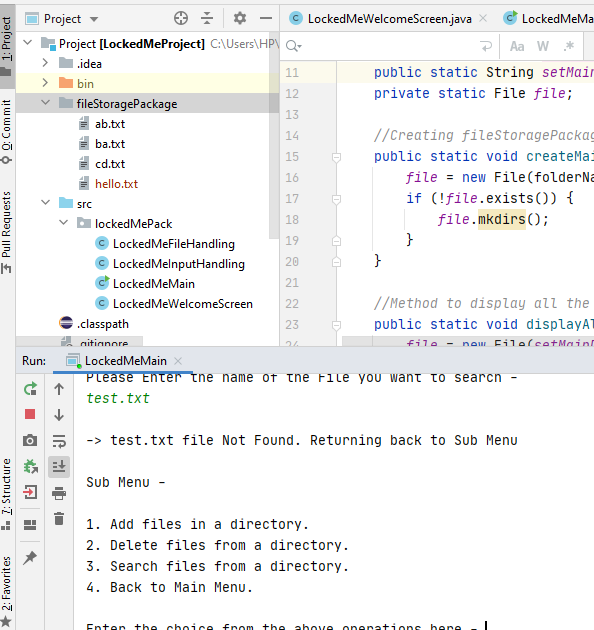 Project
LockedMeWelcomeScreen.java
LockedMeMa
1: Project
0: Commit
Pull Requests
7: Structure
2: Favorites
Project [LockedMeProject] C:\Users\HP\
.idea
bin
fileStoragePackage
ab.txt
ba.txt
cd.txt
hello.txt
src
lockedMePack
LockedMeFileHandling
LockedMeInputHandling
LockedMeMain
LockedMeWelcomeScreen
.classpath
.gitignore
Aa W .*
11 public static String setMain
12 private static File file;
13
14 //Creating fileStoragePackag
15 public static void createMai
16 file = new File(folderNa
17 if (!file.exists()) {
18 file.mkdirs();
19 }
20 }
21
22 //Method to display all the
23 public static void displayAl
24 file = new File(setMainD
Run: LockedMeMain
Please Enter the name of the File you want to search -
test.txt
-> test.txt file Not Found. Returning back to Sub Menu
Sub Menu -
1. Add files in a directory.
2. Delete files from a directory.
3. Search files from a directory.
4. Back to Main Menu.
Enter the choice from the above operations here -